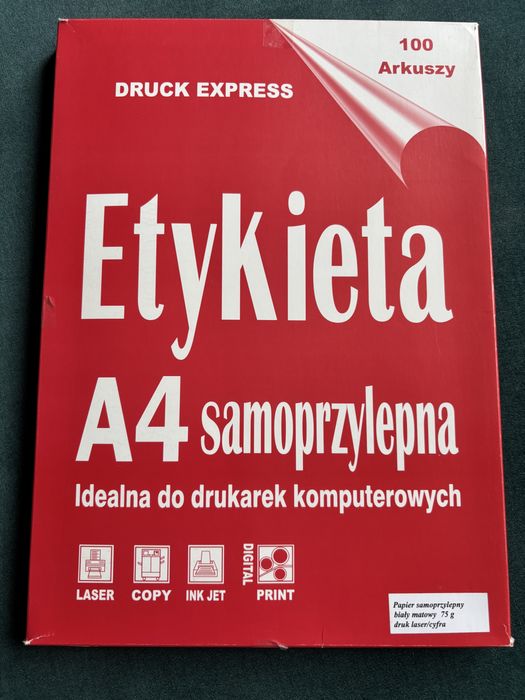 100
Arkuszy
DRUCK EXPRESS
EtyKieta
A4 samoprzylepna
Idealna do drukarek komputerowych
LASER COPY INK JET DIGITAL PRINT
Papier samoprzylepny
biały matowy 75 g
druk laser/cyfra